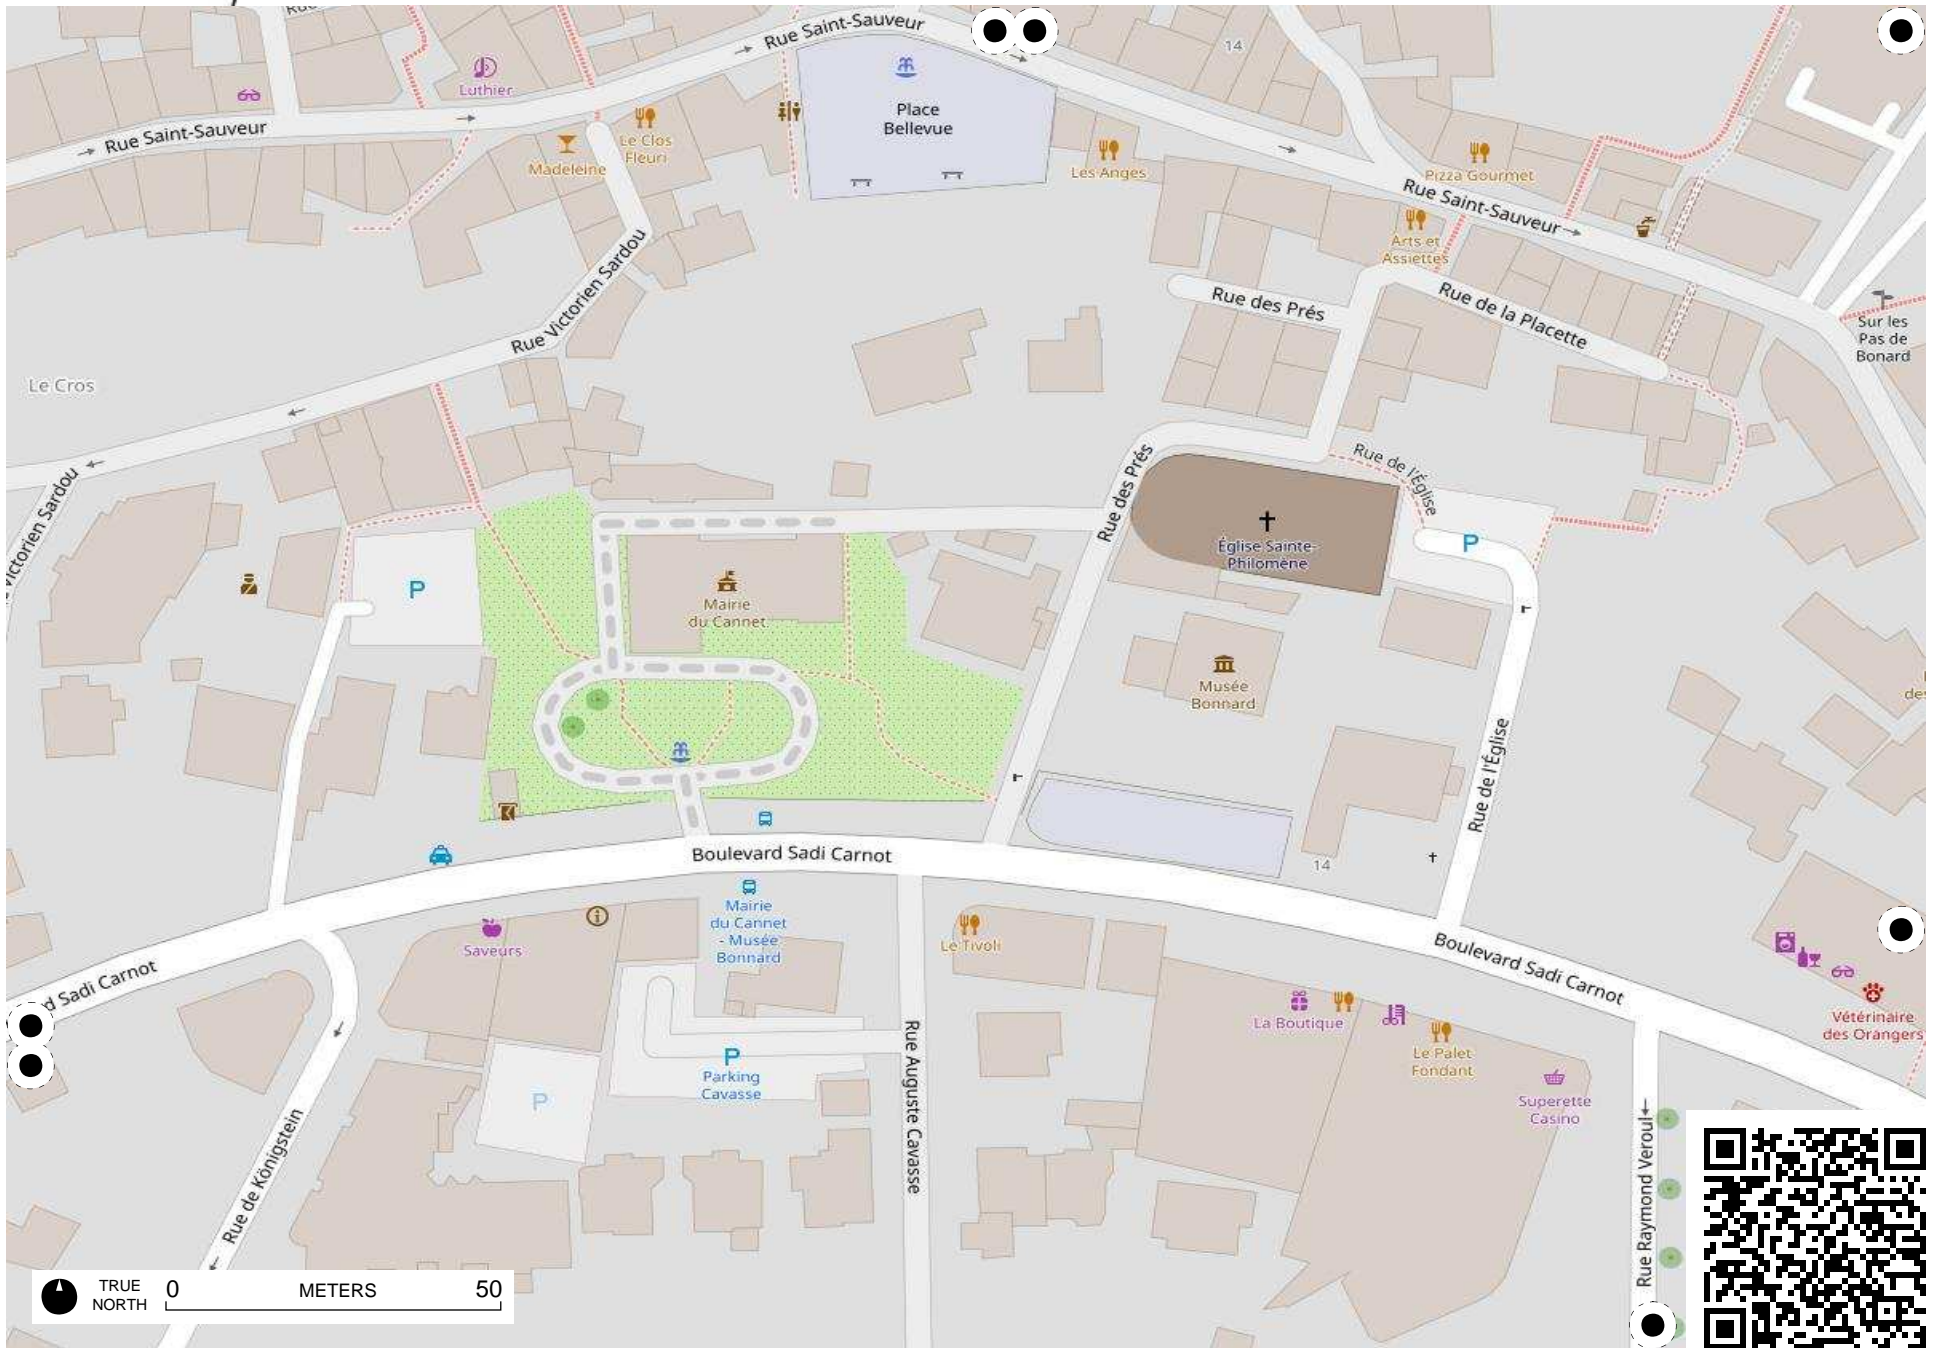 Rue Saint-Sauveur
14
Luthier
Place
Bellevue
Rue Saint-Sauveur
Le Clos
Fleuri
Madeleine
Les Anges
Pizza Gourmet
Rue Saint-Sauveur
Arts et
Assiettes
Rue Victorien Sardou
Rue des Prés
Rue de la Placette
Sur les
Pas de
Bonard
Le Cros
Rue des Prés
Rue de l'Église
Victorien Sardou
Église Sainte-
Philomène
P
P
Mairie
du Cannet
Musée
Bonnard
des
Rue de l'Église
Boulevard Sadi Carnot
14
Mairie
du Cannet
- Musée
Bonnard
Saveurs
Le Tivoli
Boulevard Sadi Carnot
d Sadi Carnot
La Boutique
Vétérinaire
des Orangers
Le Palet
Fondant
P
Parking
Cavasse
P
Superette
Casino
Rue Auguste Cavasse
Rue de Königstein
Rue Raymond Veroul
TRUE
NORTH
0 METERS 50